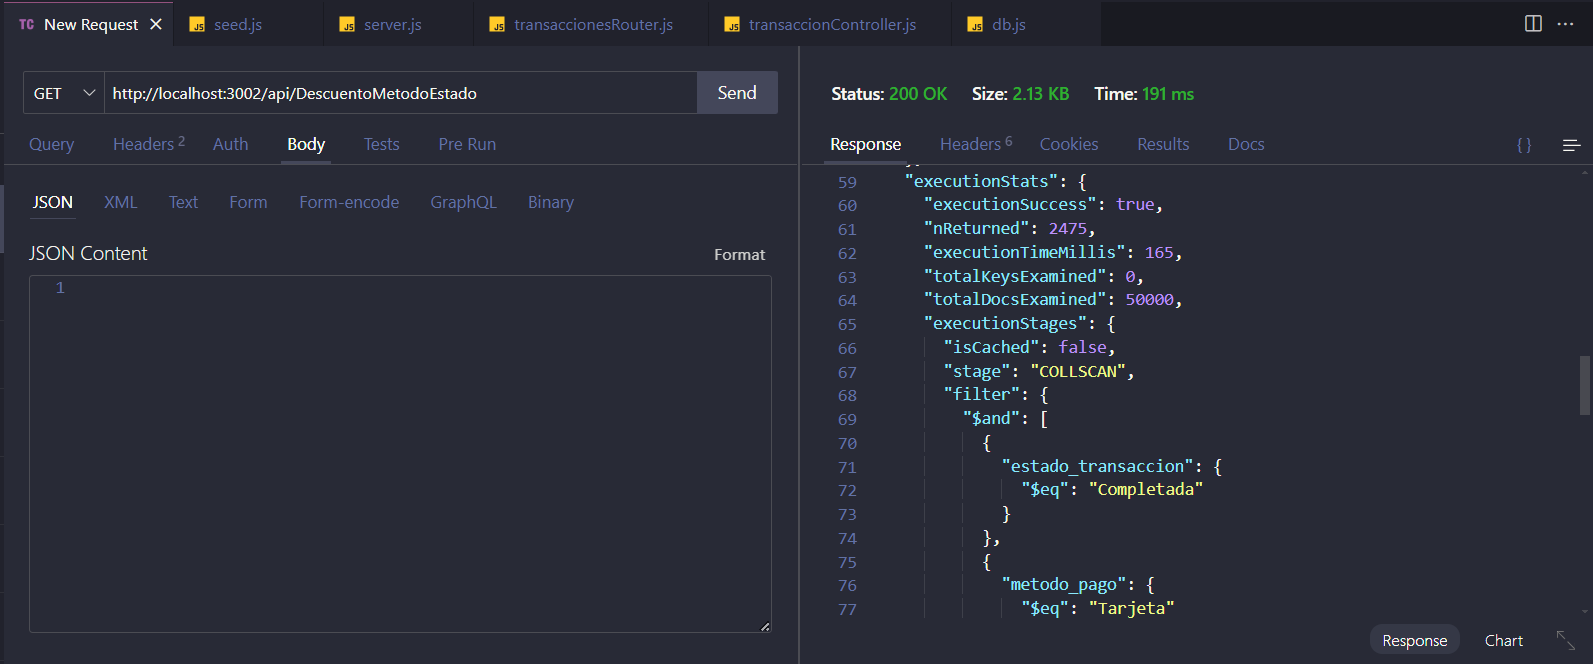 TC New Request
JS seed.js
JS server.js
JS transaccionesRouter.js
JS transaccionController.js
JS db.js
GET
http://localhost:3002/api/DescuentoMetodoEstado
Send
Query Headers 2 Auth Body Tests Pre Run
JSON XML Text Form Form-encode GraphQL Binary
JSON Content
Format
1
Status: 200 OK Size: 2.13 KB Time: 191 ms
Response Headers 6 Cookies Results Docs {}
59 "executionStats": {
60 "executionSuccess": true,
61 "nReturned": 2475,
62 "executionTimeMillis": 165,
63 "totalKeysExamined": 0,
64 "totalDocsExamined": 50000,
65 "executionStages": {
66 "isCached": false,
67 "stage": "COLLSCAN",
68 "filter": {
69 "$and": [
70 {
71 "estado_transaccion": {
72 "$eq": "Completada"
73 }
74 },
75 {
76 "metodo_pago": {
77 "$eq": "Tarjeta"
Response Chart